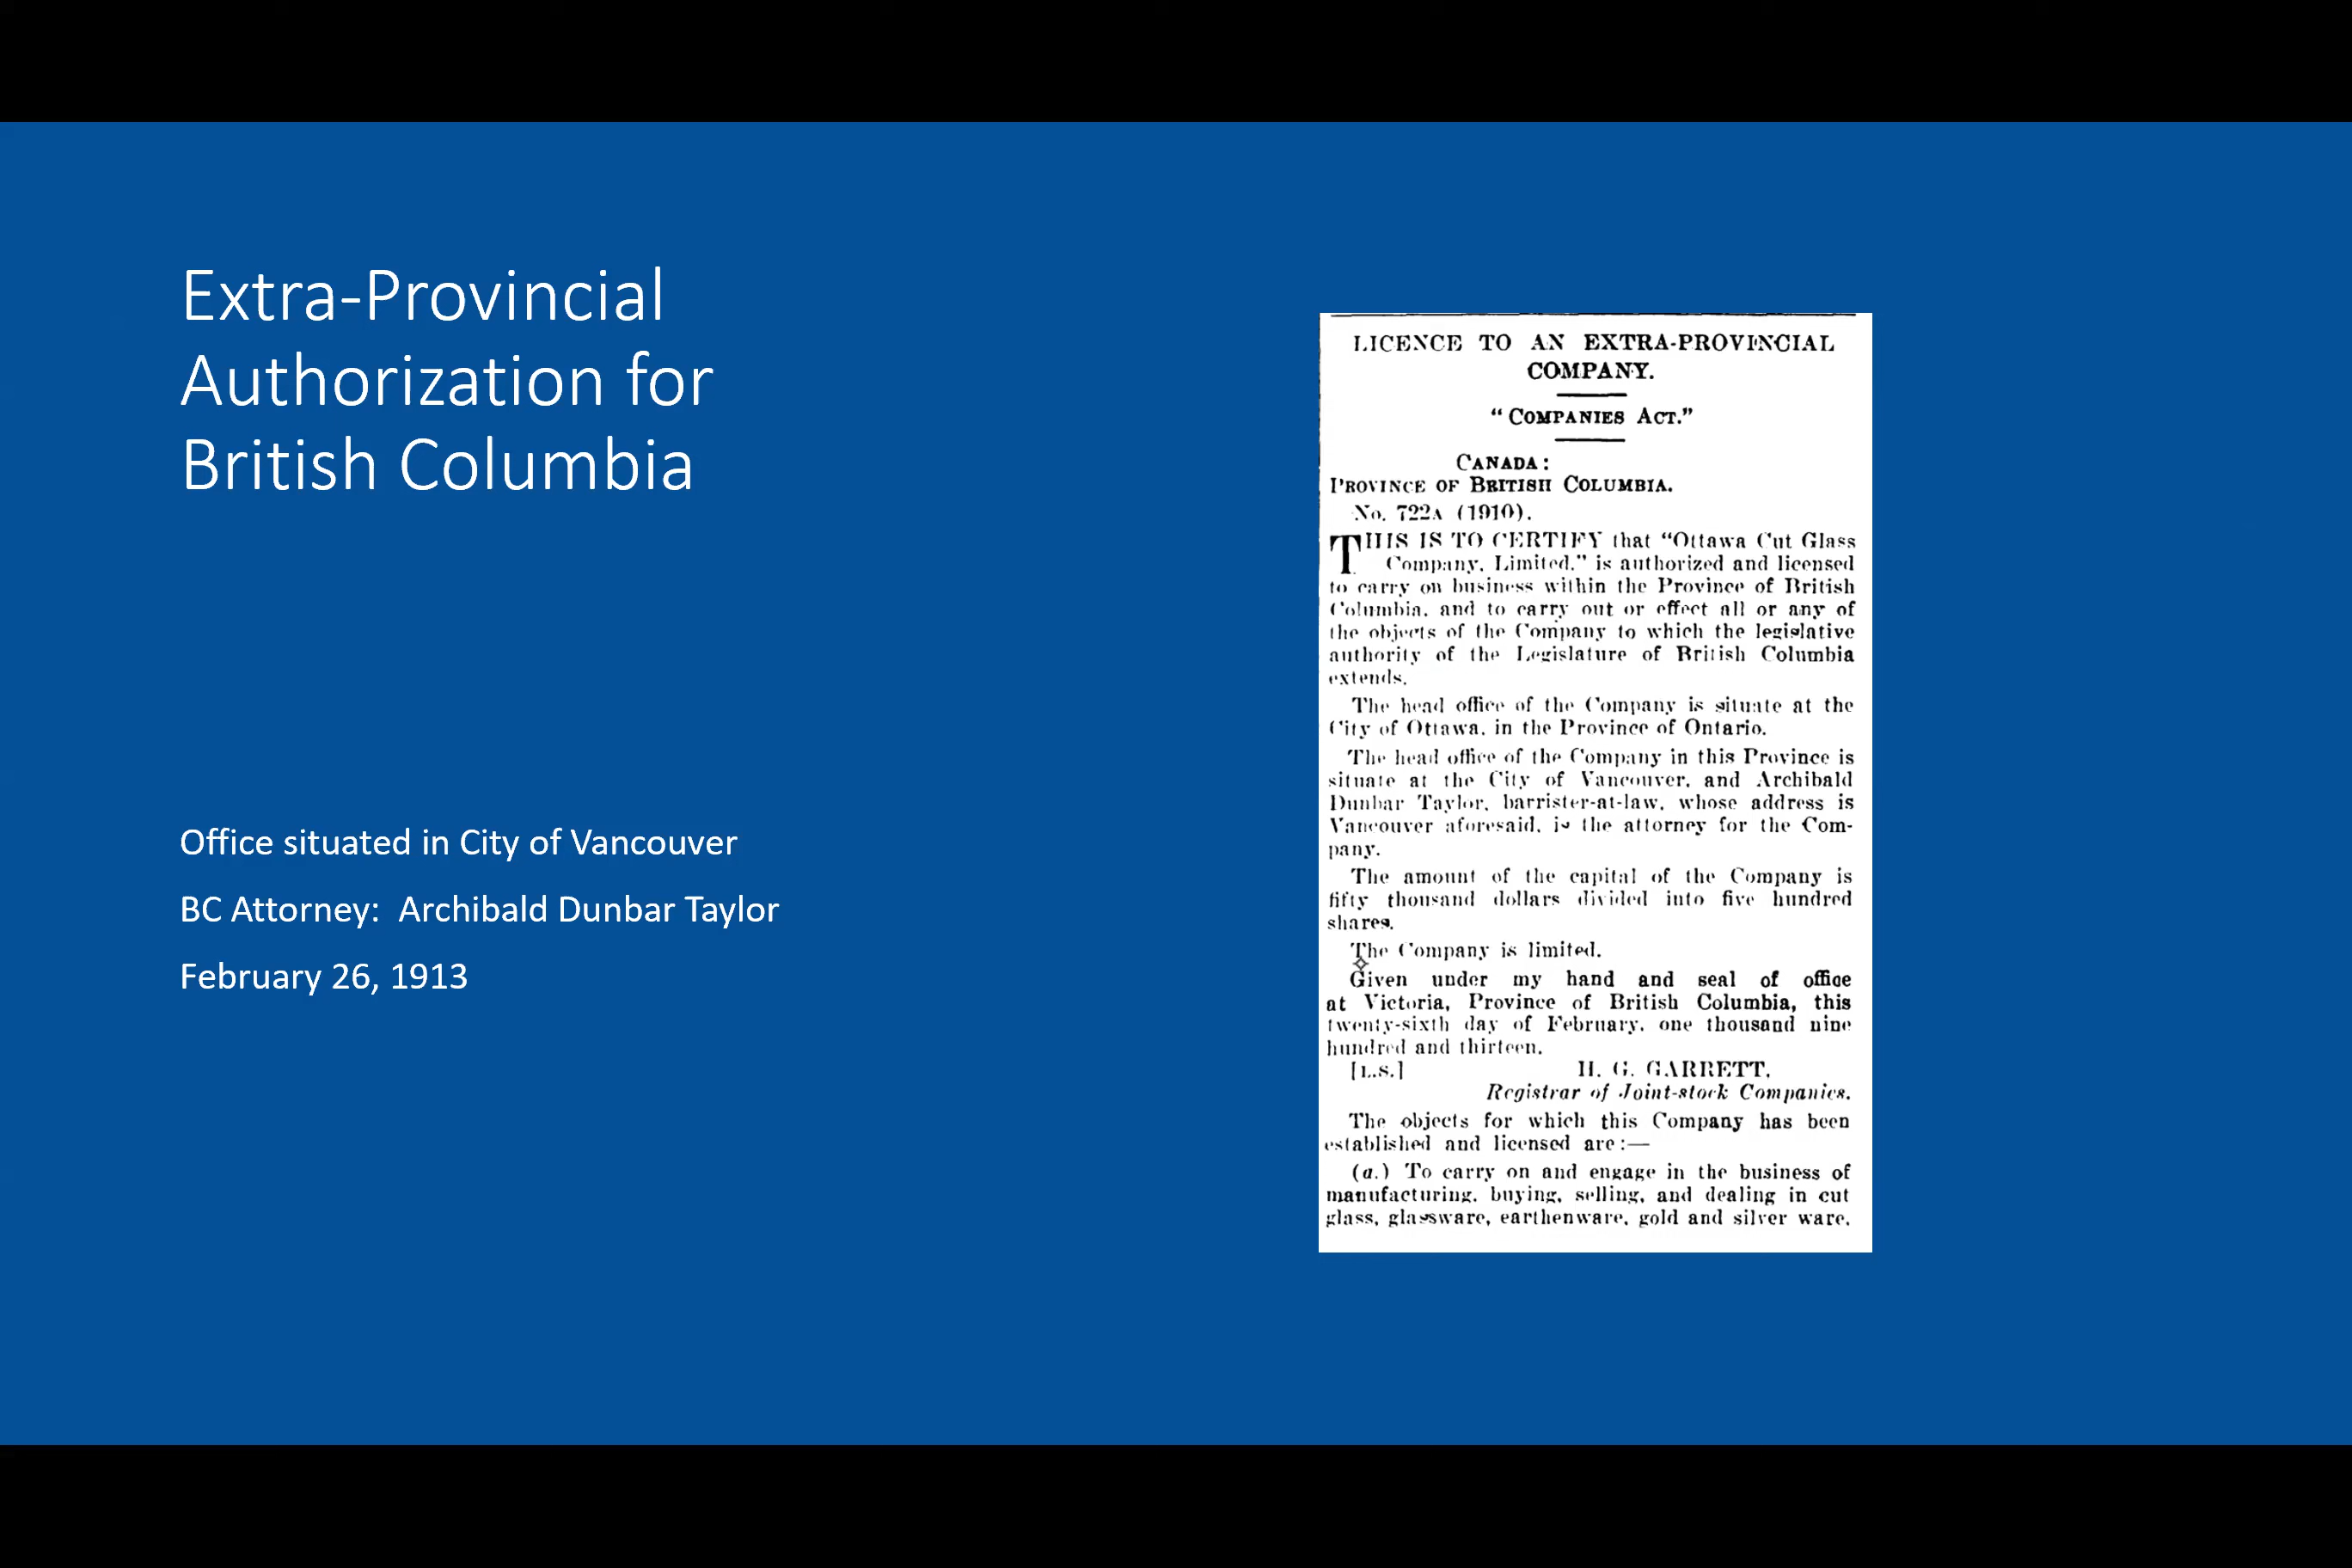 Extra-Provincial
Authorization for
British Columbia
Office situated in City of Vancouver
BC Attorney: Archibald Dunbar Taylor
February 26, 1913
LICENCE TO AN EXTRA-PROVINCIAL
COMPANY.
"COMPANIES ACT."
CANADA:
PROVINCE OF BRITISH COLUMBIA.
No. 722A (1910).
THIS IS TO CERTIFY that "Ottawa Cut Glass
Company, Limited," is authorized and licensed
to carry on business within the Province of British
Columbia, and to carry out or effect all or any of
the objects of the Company to which the legislative
authority of the Legislature of British Columbia
extends.
The head office of the Company is situate at the
City of Ottawa, in the Province of Ontario.
The head office of the Company in this Province is
situate at the City of Vancouver, and Archibald
Dunbar Taylor, barrister-at-law, whose address is
Vancouver aforesaid, is the attorney for the Com-
pany.
The amount of the capital of the Company is
fifty thousand dollars divided into five hundred
shares.
The Company is limited.
Given under my hand and seal of office
at Victoria, Province of British Columbia, this
twenty-sixth day of February, one thousand nine
hundred and thirteen.
[L.S.] H. G. GARRETT,
Registrar of Joint-stock Companies.
The objects for which this Company has been
established and licensed are:—
(a.) To carry on and engage in the business of
manufacturing, buying, selling, and dealing in cut
glass, glassware, earthenware, gold and silver ware,